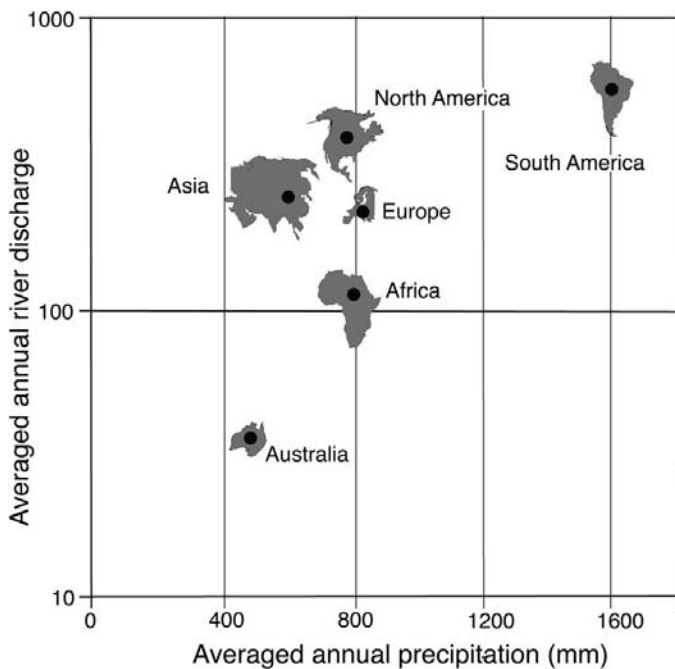 1000
North America
South America
Asia
Europe
Africa
100
Australia
10
0 400 800 1200 1600
Averaged annual river discharge
Averaged annual precipitation (mm)